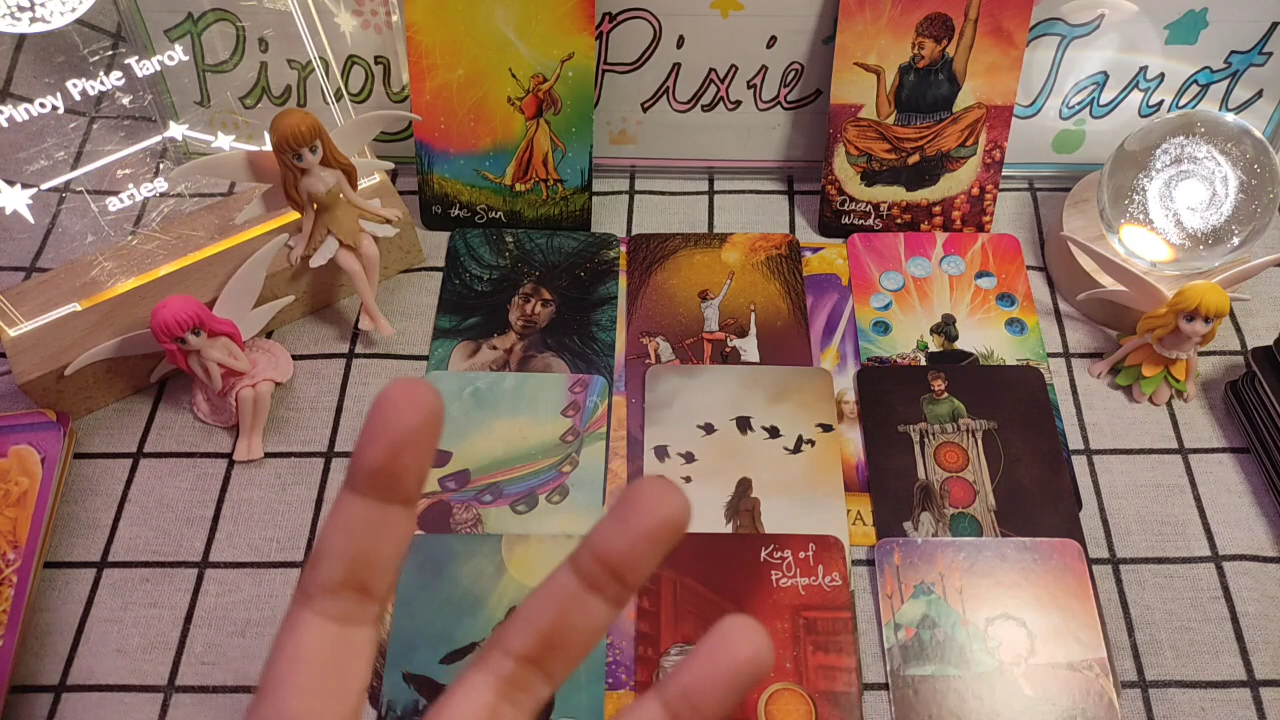 Pinoy Pixie Tarot
Pinoy Pixie Tarot
aries
19 the Sun
Queen of
Wands
King of
Pentacles